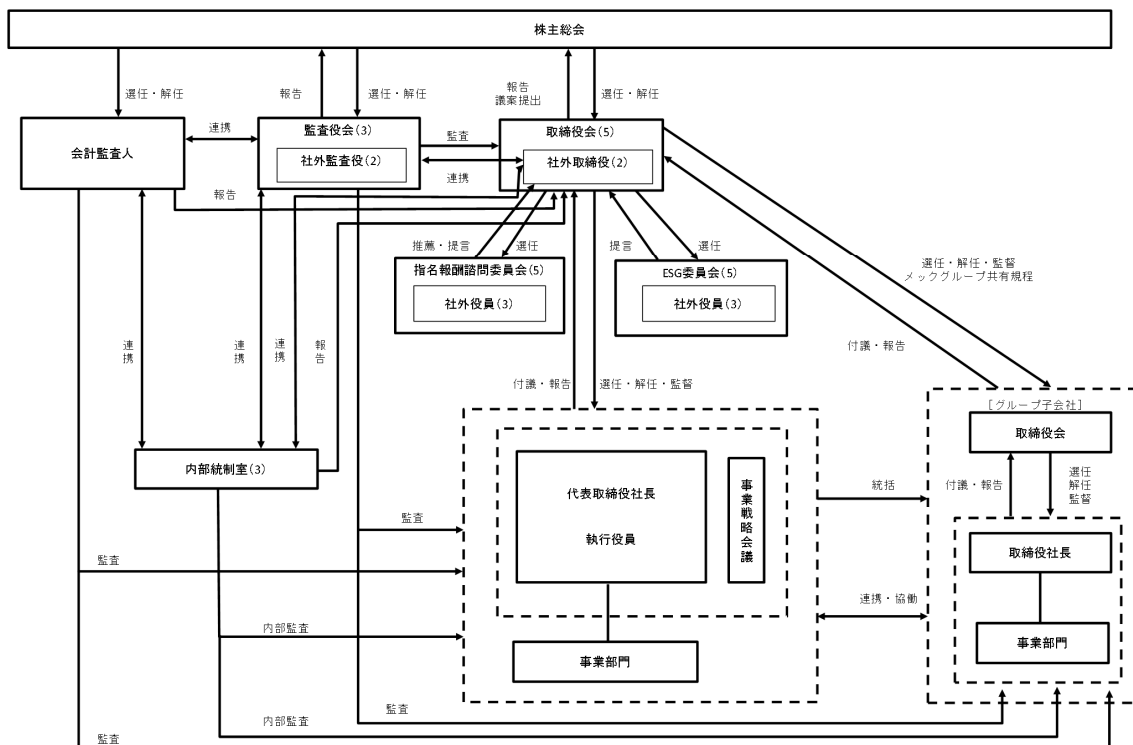 株主総会
選任・解任
報告
選任・解任
報告
議案提出
選任・解任
会計監査人
連携
監査役会(3)
社外監査役(2)
監査
連携
取締役会(5)
社外取締役(2)
報告
推薦・提言
選任
提言
選任
指名報酬諮問委員会(5)
社外役員(3)
ESG委員会(5)
社外役員(3)
選任・解任・監督
メックグループ共有規程
付議・報告
連携
連携
連携
報告
付議・報告
選任・解任・監督
[グループ子会社]
取締役会
内部統制室(3)
代表取締役社長
執行役員
事業戦略会議
統括
付議・報告
選任
解任
監督
監査
監査
取締役社長
連携・協働
内部監査
事業部門
事業部門
監査
内部監査
監査